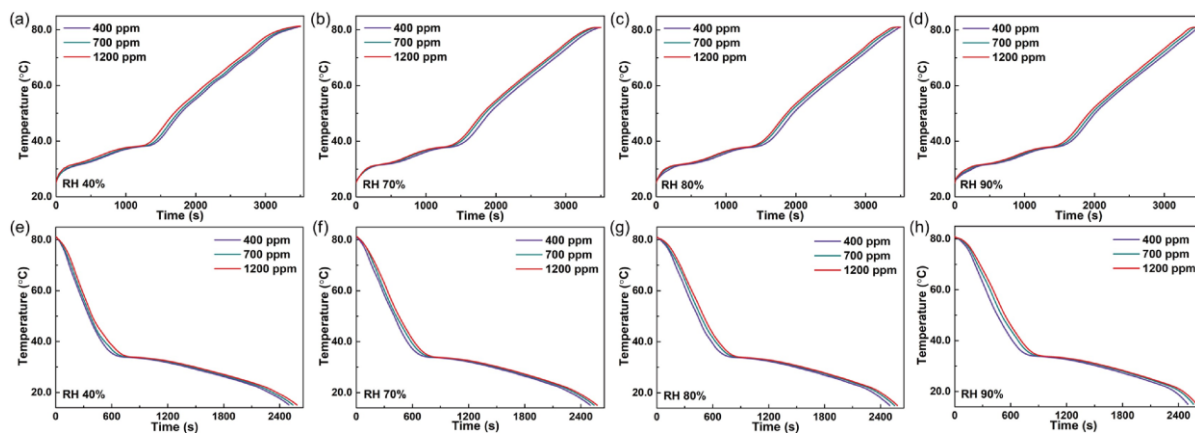 (a)
400 ppm
700 ppm
1200 ppm
80.0
60.0
40.0
20.0
Temperature (°C)
RH 40%
0 1000 2000 3000
Time (s)
(b)
400 ppm
700 ppm
1200 ppm
80.0
60.0
40.0
20.0
Temperature (°C)
RH 70%
0 1000 2000 3000
Time (s)
(c)
400 ppm
700 ppm
1200 ppm
80.0
60.0
40.0
20.0
Temperature (°C)
RH 80%
0 1000 2000 3000
Time (s)
(d)
400 ppm
700 ppm
1200 ppm
80.0
60.0
40.0
20.0
Temperature (°C)
RH 90%
0 1000 2000 3000
Time (s)
(e)
400 ppm
700 ppm
1200 ppm
80.0
60.0
40.0
20.0
Temperature (°C)
RH 40%
0 600 1200 1800 2400
Time (s)
(f)
400 ppm
700 ppm
1200 ppm
80.0
60.0
40.0
20.0
Temperature (°C)
RH 70%
0 600 1200 1800 2400
Time (s)
(g)
400 ppm
700 ppm
1200 ppm
80.0
60.0
40.0
20.0
Temperature (°C)
RH 80%
0 600 1200 1800 2400
Time (s)
(h)
400 ppm
700 ppm
1200 ppm
80.0
60.0
40.0
20.0
Temperature (°C)
RH 90%
0 600 1200 1800 2400
Time (s)